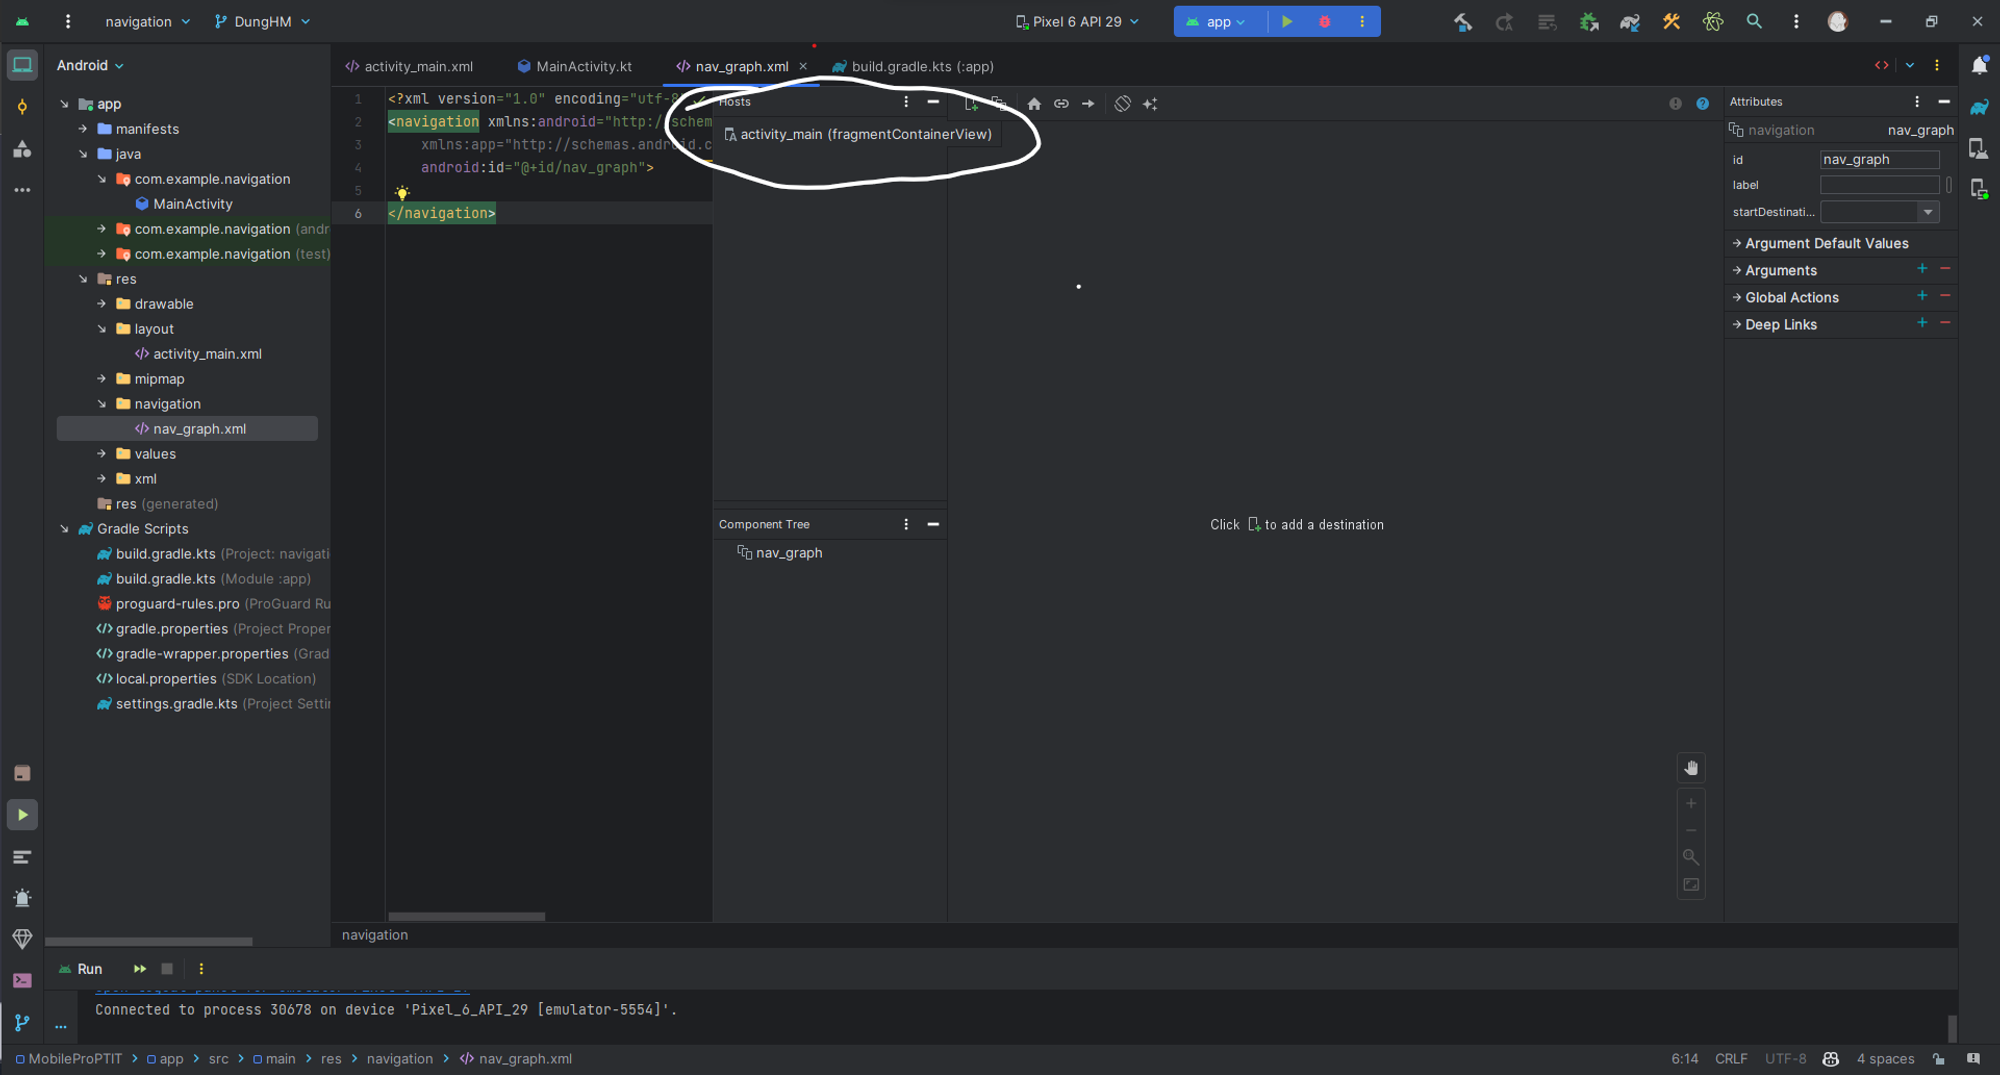 navigation
DungHM
Pixel 6 API 29
app
Android
activity_main.xml
MainActivity.kt
nav_graph.xml
build.gradle.kts (:app)
app
manifests
java
com.example.navigation
MainActivity
com.example.navigation (andr
com.example.navigation (test)
res
drawable
layout
activity_main.xml
mipmap
navigation
nav_graph.xml
values
xml
res (generated)
Gradle Scripts
build.gradle.kts (Project: navigati
build.gradle.kts (Module :app)
proguard-rules.pro (ProGuard Ru
gradle.properties (Project Proper
gradle-wrapper.properties (Grad
local.properties (SDK Location)
settings.gradle.kts (Project Settin
1 <?xml version="1.0" encoding="utf-8
2 <navigation xmlns:android="http://schem
3 xmlns:app="http://schemas.android.c
4 android:id="@+id/nav_graph">
5
6 </navigation>
Hosts
activity_main (fragmentContainerView)
Component Tree
nav_graph
Click to add a destination
Attributes
navigation nav_graph
id nav_graph
label
startDestinati...
Argument Default Values
Arguments
Global Actions
Deep Links
navigation
Run
Connected to process 30678 on device 'Pixel_6_API_29 [emulator-5554]'.
MobileProPTIT > app > src > main > res > navigation > nav_graph.xml
6:14 CRLF UTF-8 4 spaces